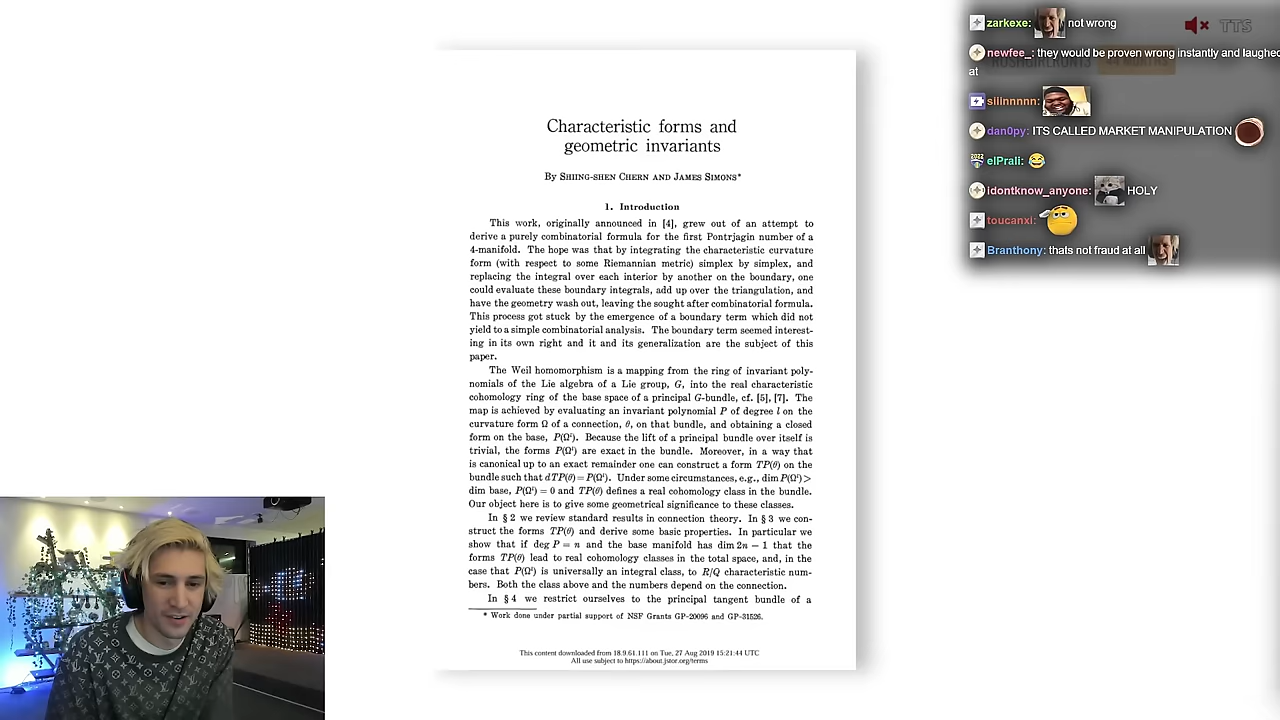 Characteristic forms and
geometric invariants
By SHIING-SHEN CHERN AND JAMES SIMONS*
1. Introduction
This work, originally announced in [4], grew out of an attempt to
derive a purely combinatorial formula for the first Pontrjagin number of a
4-manifold. The hope was that by integrating the characteristic curvature
form (with respect to some Riemannian metric) simplex by simplex, and
replacing the integral over each interior by another on the boundary, one
could evaluate these boundary integrals, add up over the triangulation, and
have the geometry wash out, leaving the sought after combinatorial formula.
This process got stuck by the emergence of a boundary term which did not
yield to a simple combinatorial analysis. The boundary term seemed interest-
ing in its own right and it and its generalization are the subject of this
paper.
The Weil homomorphism is a mapping from the ring of invariant poly-
nomials of the Lie algebra of a Lie group, G, into the real characteristic
cohomology ring of the base space of a principal G-bundle, cf. [5], [7]. The
map is achieved by evaluating an invariant polynomial P of degree l on the
curvature form Ω of a connection, θ, on that bundle, and obtaining a closed
form on the base, P(Ωˡ). Because the lift of a principal bundle over itself is
trivial, the forms P(Ωˡ) are exact in the bundle. Moreover, in a way that
is canonical up to an exact remainder one can construct a form TP(θ) on the
bundle such that dTP(θ) = P(Ωˡ). Under some circumstances, e.g., dim P(Ωˡ) >
dim base, P(Ωˡ) = 0 and TP(θ) defines a real cohomology class in the bundle.
Our object here is to give some geometrical significance to these classes.
In § 2 we review standard results in connection theory. In § 3 we con-
struct the forms TP(θ) and derive some basic properties. In particular we
show that if deg P = n and the base manifold has dim 2n − 1 that the
forms TP(θ) lead to real cohomology classes in the total space, and, in the
case that P(Ωˡ) is universally an integral class, to R/Q characteristic num-
bers. Both the class above and the numbers depend on the connection.
In § 4 we restrict ourselves to the principal tangent bundle of a
* Work done under partial support of NSF Grants GP-20096 and GP-31526.
This content downloaded from 18.9.61.111 on Tue, 27 Aug 2019 15:21:44 UTC
All use subject to https://about.jstor.org/terms
zarkexe: not wrong
TTS
newfee_: they would be proven wrong instantly and laughed
at
siiinnnnn:
dan0py: ITS CALLED MARKET MANIPULATION
elPrali:
idontknow_anyone: HOLY
toucanxi:
Branthony: thats not fraud at all